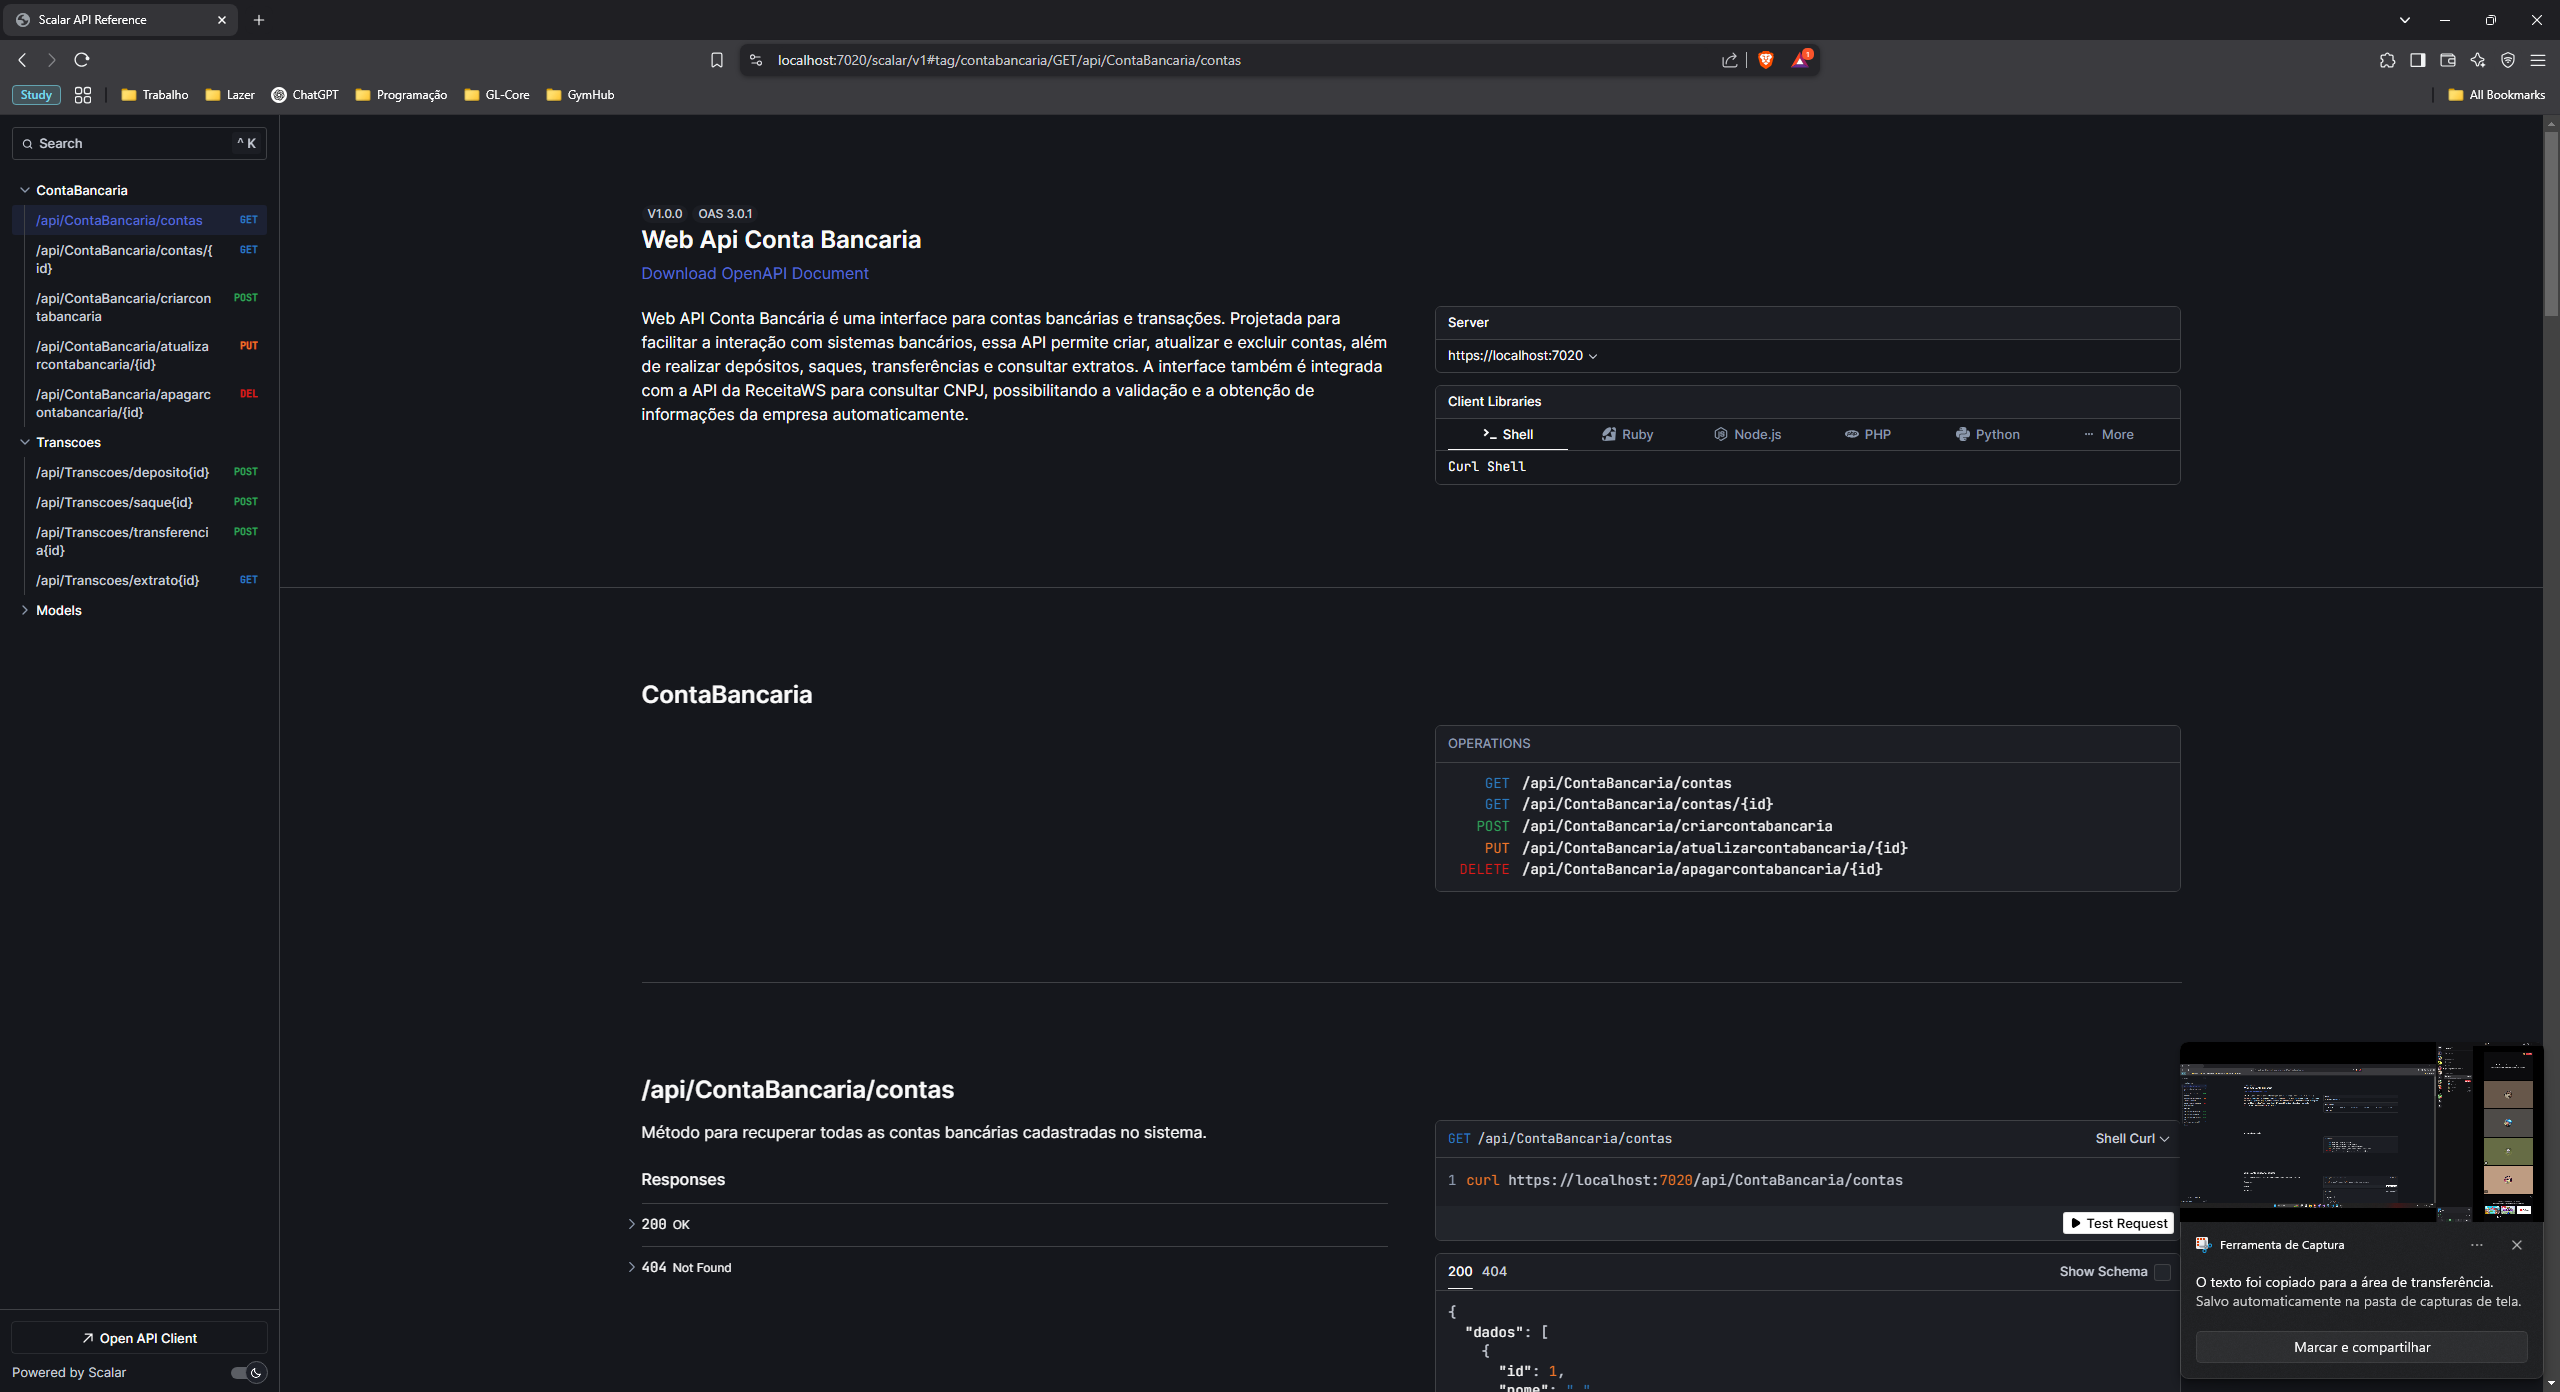 Scalar API Reference
localhost:7020/scalar/v1#tag/contabancaria/GET/api/ContaBancaria/contas
1
Study
Trabalho
Lazer
ChatGPT
Programação
GL-Core
GymHub
All Bookmarks
Search
^ K
ContaBancaria
/api/ContaBancaria/contas GET
/api/ContaBancaria/contas/{ GET
id}
/api/ContaBancaria/criarcon POST
tabancaria
/api/ContaBancaria/atualiza PUT
rcontabancaria/{id}
/api/ContaBancaria/apagarc DEL
ontabancaria/{id}
Transcoes
/api/Transcoes/deposito{id} POST
/api/Transcoes/saque{id} POST
/api/Transcoes/transferenci POST
a{id}
/api/Transcoes/extrato{id} GET
Models
Open API Client
Powered by Scalar
V1.0.0 OAS 3.0.1
Web Api Conta Bancaria
Download OpenAPI Document
Web API Conta Bancária é uma interface para contas bancárias e transações. Projetada para
facilitar a interação com sistemas bancários, essa API permite criar, atualizar e excluir contas, além
de realizar depósitos, saques, transferências e consultar extratos. A interface também é integrada
com a API da ReceitaWS para consultar CNPJ, possibilitando a validação e a obtenção de
informações da empresa automaticamente.
Server
https://localhost:7020
Client Libraries
Shell
Ruby
Node.js
PHP
Python
More
Curl Shell
ContaBancaria
OPERATIONS
GET /api/ContaBancaria/contas
GET /api/ContaBancaria/contas/{id}
POST /api/ContaBancaria/criarcontabancaria
PUT /api/ContaBancaria/atualizarcontabancaria/{id}
DELETE /api/ContaBancaria/apagarcontabancaria/{id}
/api/ContaBancaria/contas
Método para recuperar todas as contas bancárias cadastradas no sistema.
Responses
200 OK
404 Not Found
GET /api/ContaBancaria/contas
Shell Curl
1 curl https://localhost:7020/api/ContaBancaria/contas
Test Request
200 404
Show Schema
{
"dados": [
{
"id": 1,
"nome": " "
Ferramenta de Captura
O texto foi copiado para a área de transferência.
Salvo automaticamente na pasta de capturas de tela.
Marcar e compartilhar